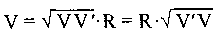 V = √VV′·R = R·√V′V